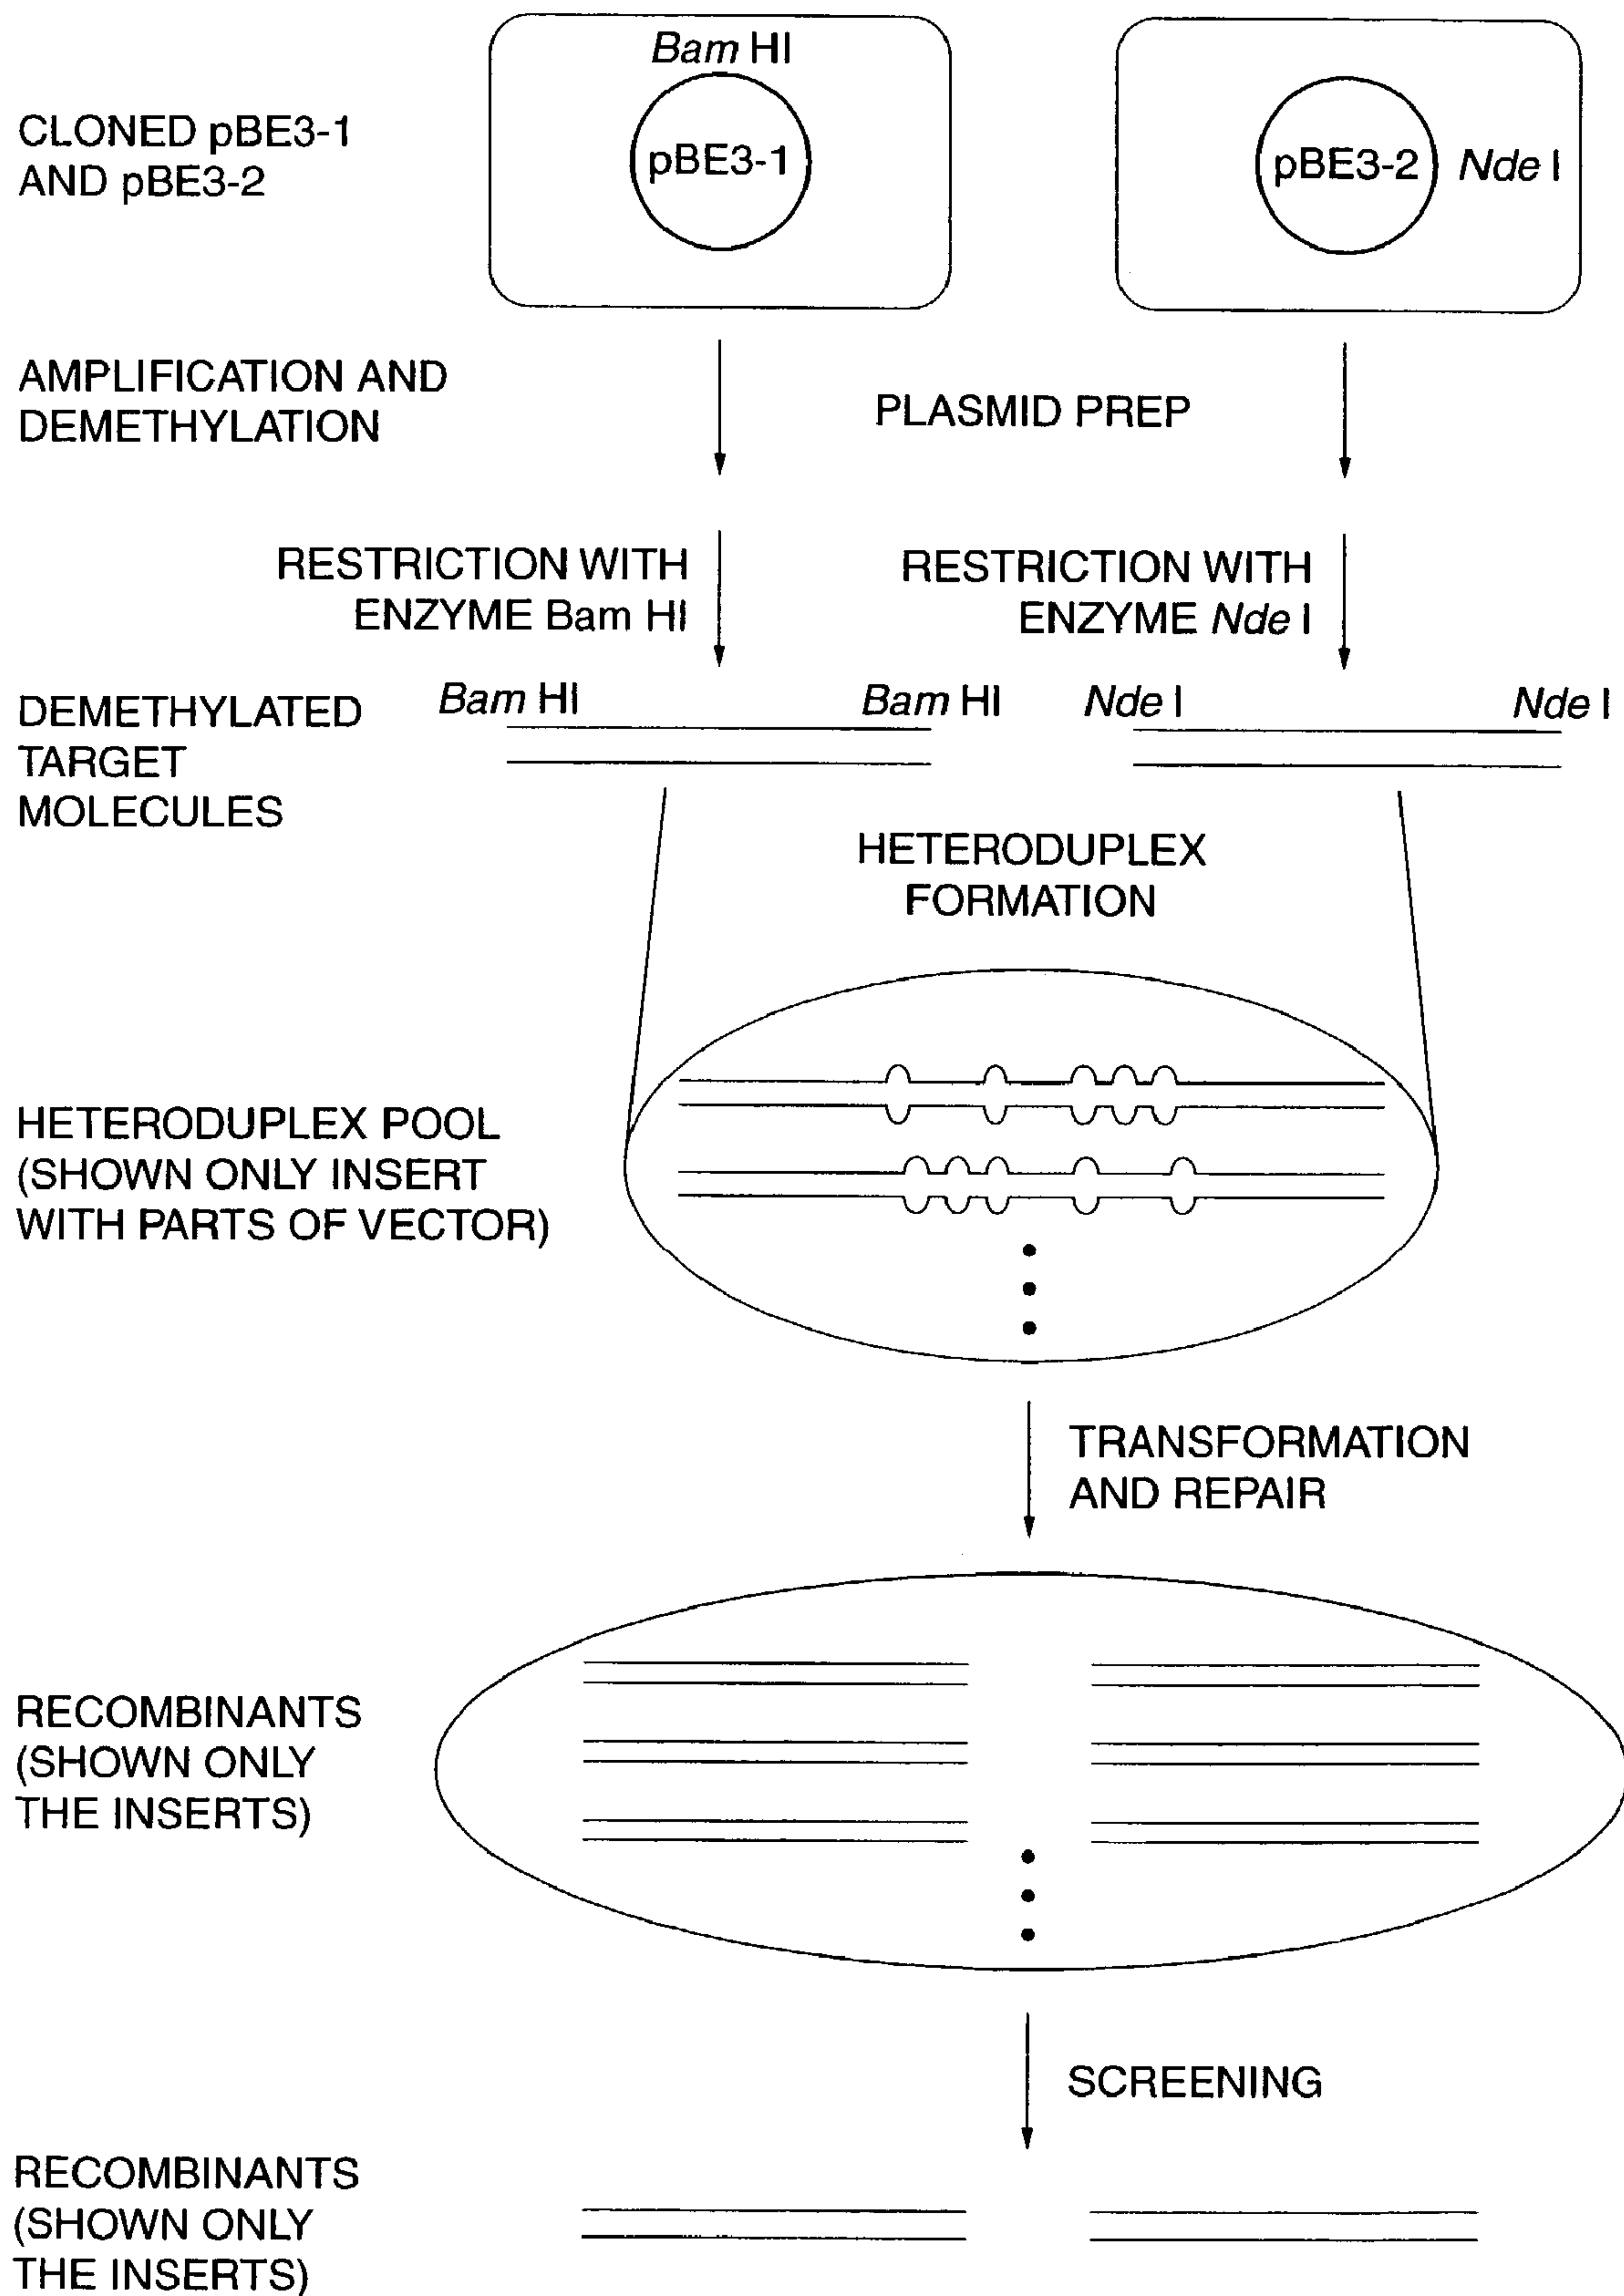 Bam HI
CLONED pBE3-1
AND pBE3-2
pBE3-1
pBE3-2
Nde I
AMPLIFICATION AND
DEMETHYLATION
PLASMID PREP
RESTRICTION WITH
ENZYME Bam HI
RESTRICTION WITH
ENZYME Nde I
DEMETHYLATED
TARGET
MOLECULES
Bam HI
Bam HI
Nde I
Nde I
HETERODUPLEX
FORMATION
HETERODUPLEX POOL
(SHOWN ONLY INSERT
WITH PARTS OF VECTOR)
TRANSFORMATION
AND REPAIR
RECOMBINANTS
(SHOWN ONLY
THE INSERTS)
SCREENING
RECOMBINANTS
(SHOWN ONLY
THE INSERTS)